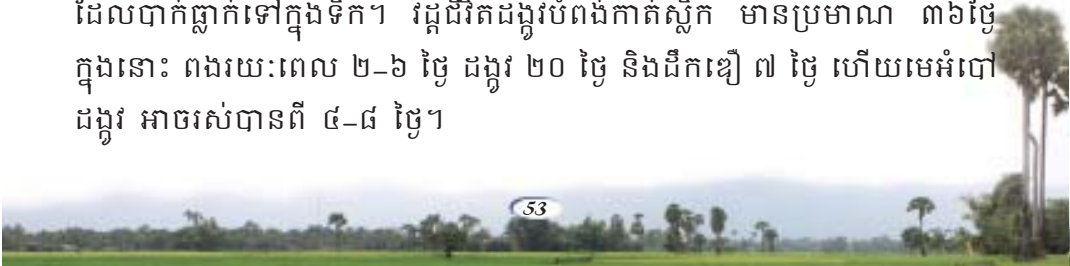 ដែលបាក់ធ្លាក់ទៅក្នុងទឹក។ វដ្តជីវិតដង្កូវបំពង់កាត់ស្លឹក មានប្រមាណ ៣៦ថ្ងៃ
ក្នុងនោះ ពងរយៈពេល ២-៦ ថ្ងៃ ដង្កូវ ២០ ថ្ងៃ និងដឹកឌឿ ៧ ថ្ងៃ ហើយមេអំបៅ
ដង្កូវ អាចរស់បានពី ៤-៨ ថ្ងៃ។
53